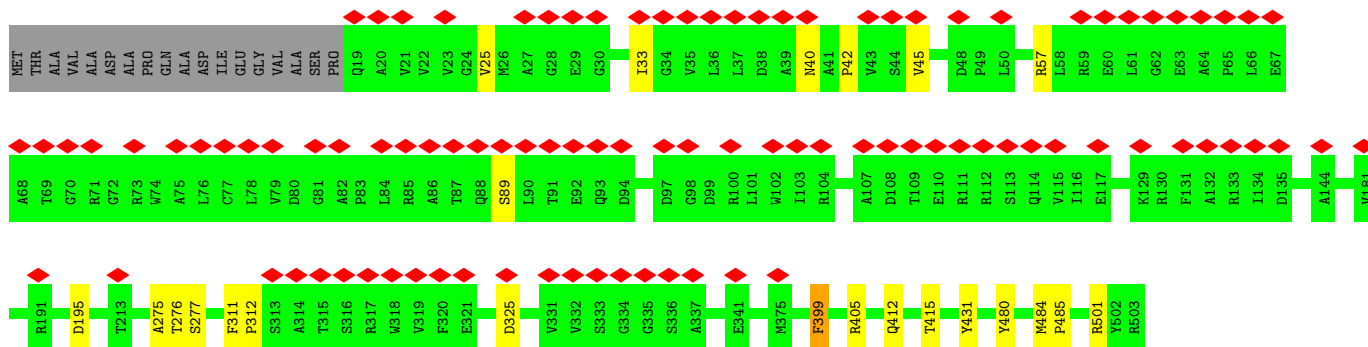 MET THR ALA VAL ALA ASP ALA PRO GLN ALA ASP ILE GLU GLY VAL ALA SER PRO Q19 A20 V21 V22 V23 G24 V25 M26 A27 G28 E29 G30 I33 G34 V35 L36 L37 D38 A39 N40 A41 P42 V43 S44 V45 D48 P49 L50 R57 L58 R59 E60 L61 G62 E63 A64 P65 L66 E67
A68 T69 G70 R71 G72 R73 W74 A75 L76 C77 L78 V79 D80 G81 A82 P83 L84 R85 A86 T87 Q88 S89 L90 T91 E92 Q93 D94 D97 G98 D99 R100 L101 W102 I103 R104 A107 D108 T109 E110 R111 R112 S113 Q114 V115 I116 E117 K129 R130 F131 A132 R133 I134 D135 A144 V181
R191 D195 T213 A275 T276 S277 F311 P312 S313 A314 T315 S316 R317 W318 V319 F320 E321 D325 V331 V332 S333 G334 G335 S336 A337 E341 M375 F399 R405 Q412 T415 Y431 Y480 M484 P485 R501 Y502 R503